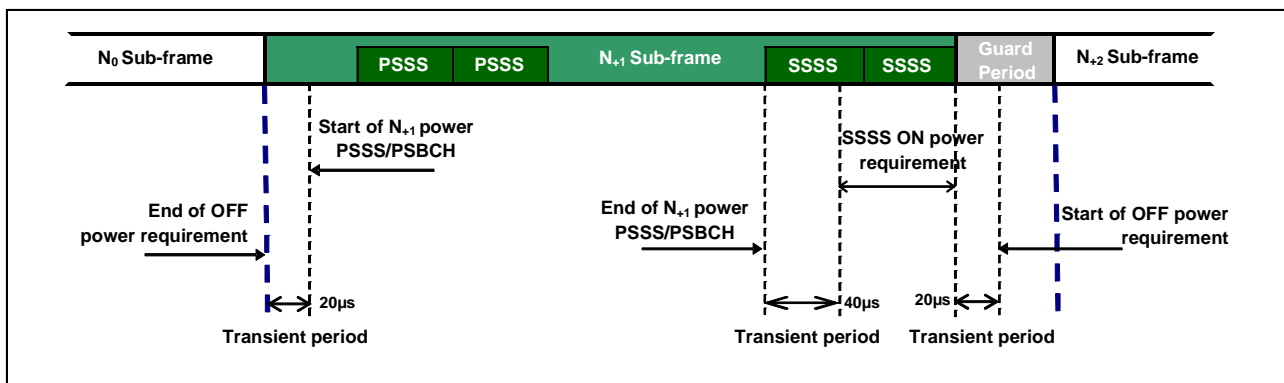 N₀ Sub-frame
PSSS
PSSS
N₊₁ Sub-frame
SSSS
SSSS
Guard
Period
N₊₂ Sub-frame
Start of N₊₁ power
PSSS/PSBCH
SSSS ON power
requirement
End of OFF
power requirement
End of N₊₁ power
PSSS/PSBCH
Start of OFF power
requirement
20µs
40µs
20µs
Transient period
Transient period
Transient period